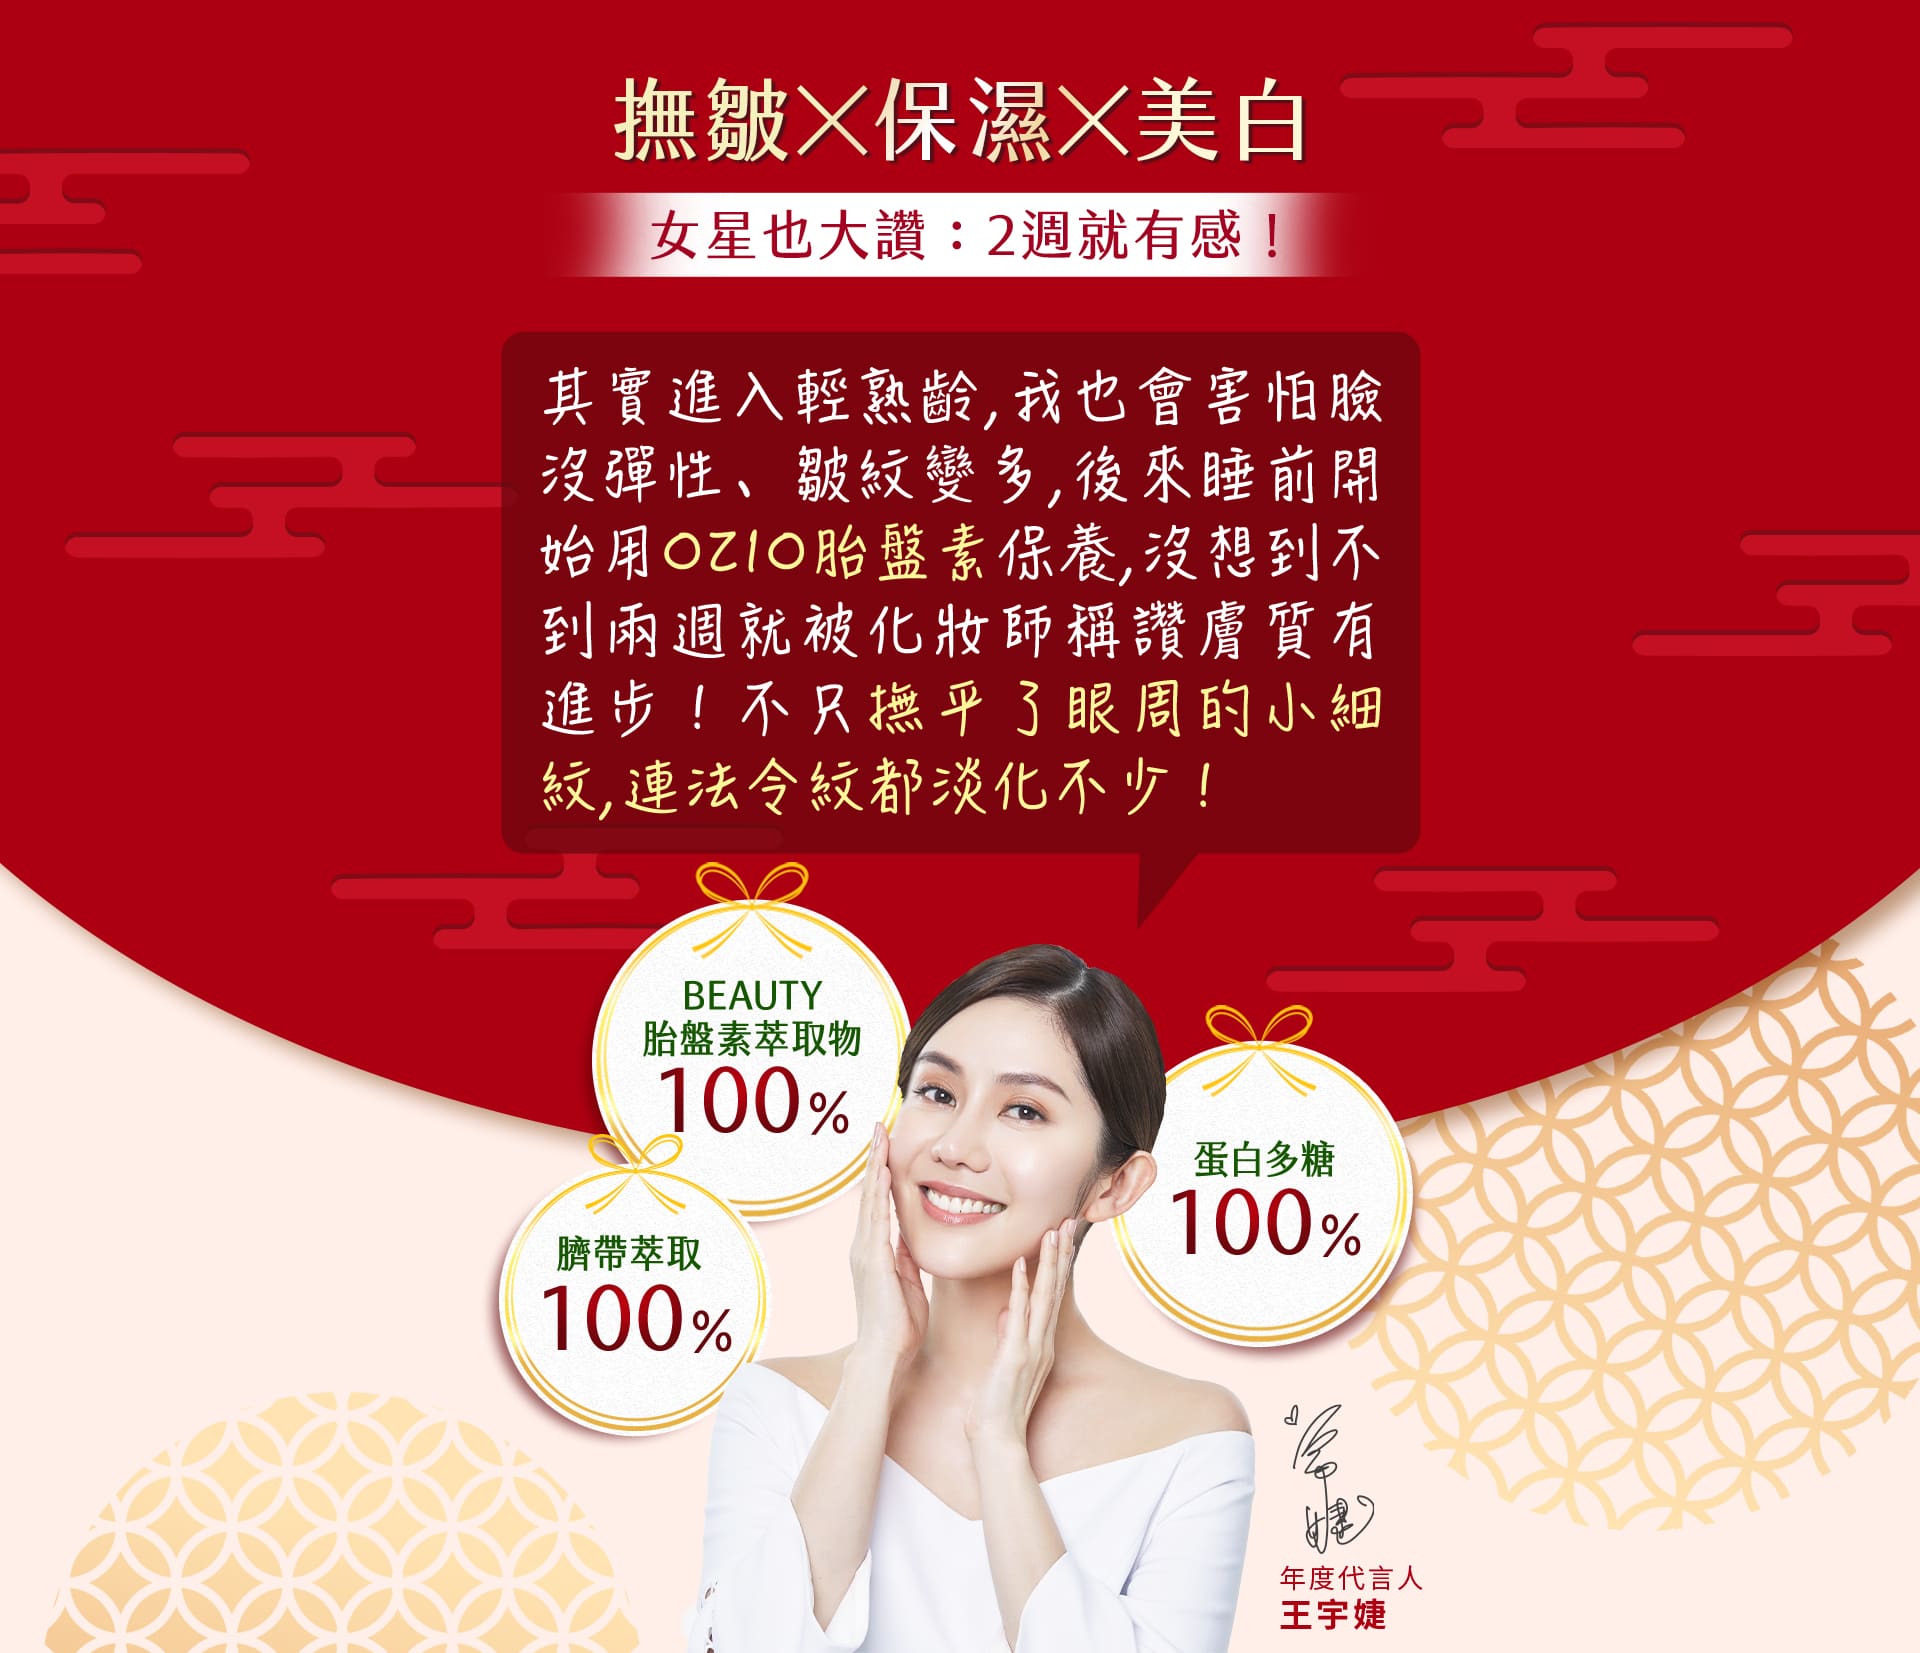 撫皺×保濕×美白
女星也大讚：2週就有感！
其實進入輕熟齡,我也會害怕臉
沒彈性、皺紋變多,後來睡前開
始用OZIO胎盤素保養,沒想到不
到兩週就被化妝師稱讚膚質有
進步！不只撫平了眼周的小細
紋,連法令紋都淡化不少！
BEAUTY
胎盤素萃取物
100%
蛋白多糖
100%
臍帶萃取
100%
年度代言人
王宇婕